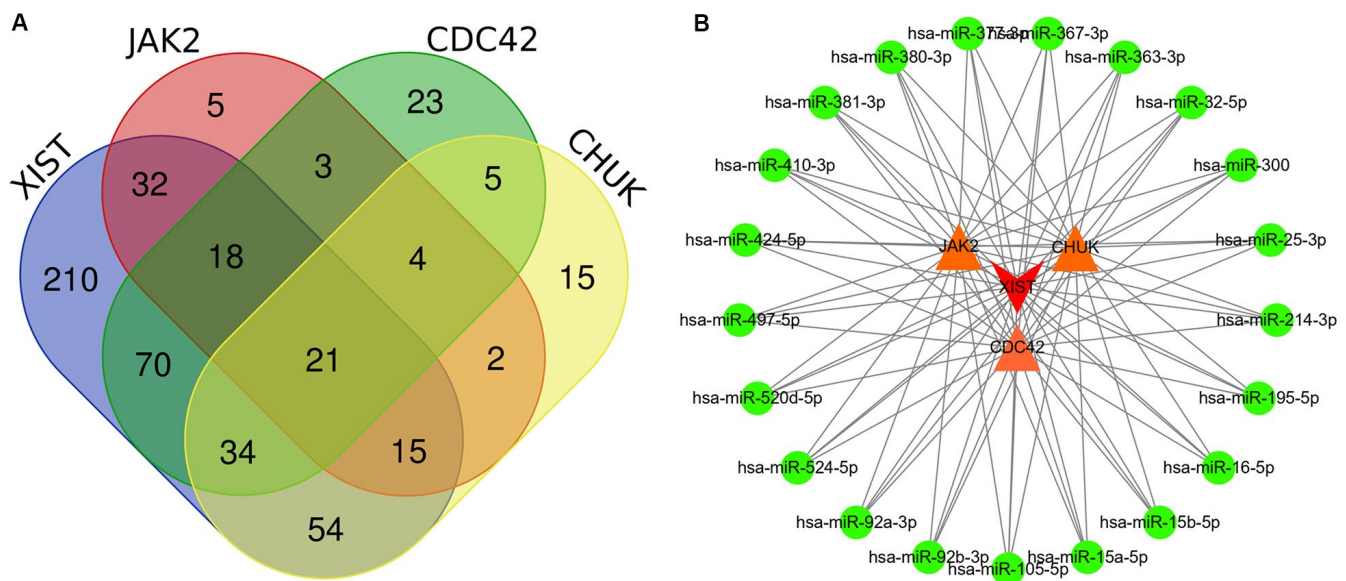 A
B
JAK2
CDC42
XIST
CHUK
5
23
32
3
5
210
18
4
15
70
21
2
34
15
54
hsa-miR-377-3p
hsa-miR-367-3p
hsa-miR-380-3p
hsa-miR-363-3p
hsa-miR-381-3p
hsa-miR-32-5p
hsa-miR-410-3p
hsa-miR-300
hsa-miR-424-5p
JAK2
CHUK
hsa-miR-25-3p
XIST
hsa-miR-497-5p
hsa-miR-214-3p
CDC42
hsa-miR-520d-5p
hsa-miR-195-5p
hsa-miR-524-5p
hsa-miR-16-5p
hsa-miR-92a-3p
hsa-miR-15b-5p
hsa-miR-92b-3p
hsa-miR-105-5p
hsa-miR-15a-5p